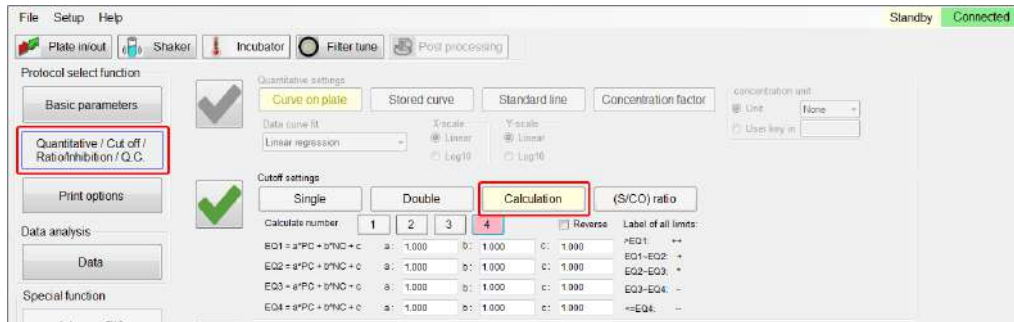 File Setup Help Standby Connected
Plate in/out Shaker Incubator Filter tune Post processing
Protocol select function
Basic parameters
Quantitative / Cut off /
Ratio/Inhibition / Q.C.
Print options
Data analysis
Data
Special function
Quantitative settings
Curve on plate Stored curve Standard line Concentration factor
concentration unit
Unit None
User key in
Data curve fit X-scale Y-scale
Linear regression Linear Linear
Log10 Log10
Cutoff settings
Single Double Calculation (S/CO) ratio
Calculate number 1 2 3 4 Reverse Label of all limits:
EQ1 = a*PC + b*NC + c a: 1.000 b: 1.000 c: 1.000
EQ2 = a*PC + b*NC + c a: 1.000 b: 1.000 c: 1.000
EQ3 = a*PC + b*NC + c a: 1.000 b: 1.000 c: 1.000
EQ4 = a*PC + b*NC + c a: 1.000 b: 1.000 c: 1.000
>EQ1: ++
EQ1~EQ2: +
EQ2~EQ3: *
EQ3~EQ4: -
<=EQ4: --